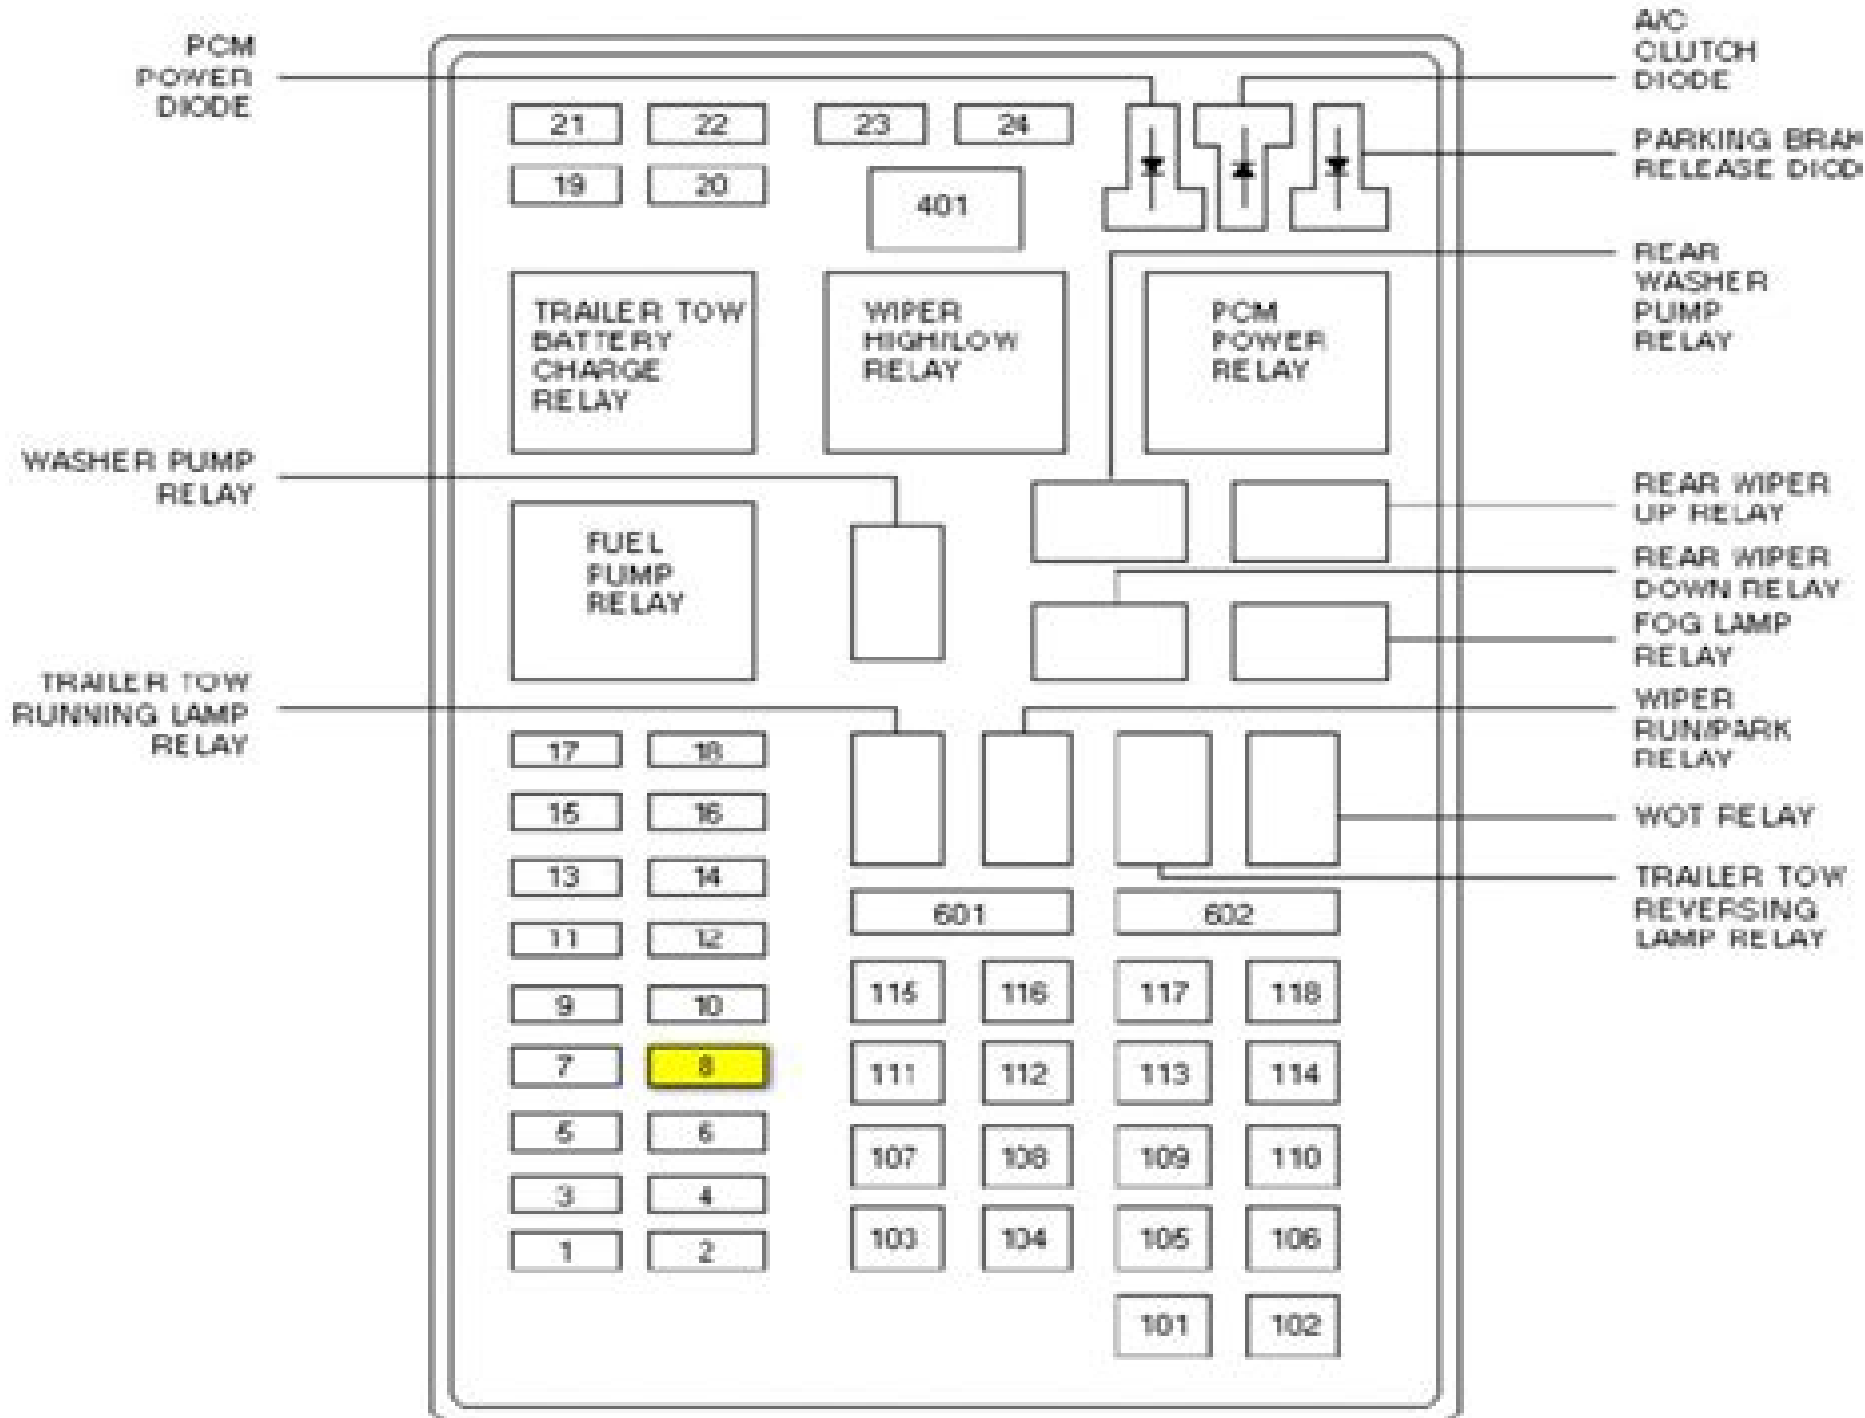 PCM
POWER
DIODE
A/C
CLUTCH
DIODE
21 22 23 24
PARKING BRAK
RELEASE DIOD
19 20
401
REAR
WASHER
PUMP
RELAY
TRAILER TOW
BATTERY
CHARGE
RELAY
WIPER
HIGH/LOW
RELAY
PCM
POWER
RELAY
WASHER PUMP
RELAY
REAR WIPER
UP RELAY
FUEL
PUMP
RELAY
REAR WIPER
DOWN RELAY
FOG LAMP
RELAY
TRAILER TOW
RUNNING LAMP
RELAY
WIPER
RUN/PARK
RELAY
17 18
15 16
WOT RELAY
13 14
TRAILER TOW
REVERSING
LAMP RELAY
601 602
11 12
9 10
115 116 117 118
7 8
111 112 113 114
5 6
107 108 109 110
3 4
103 104 105 106
1 2
101 102